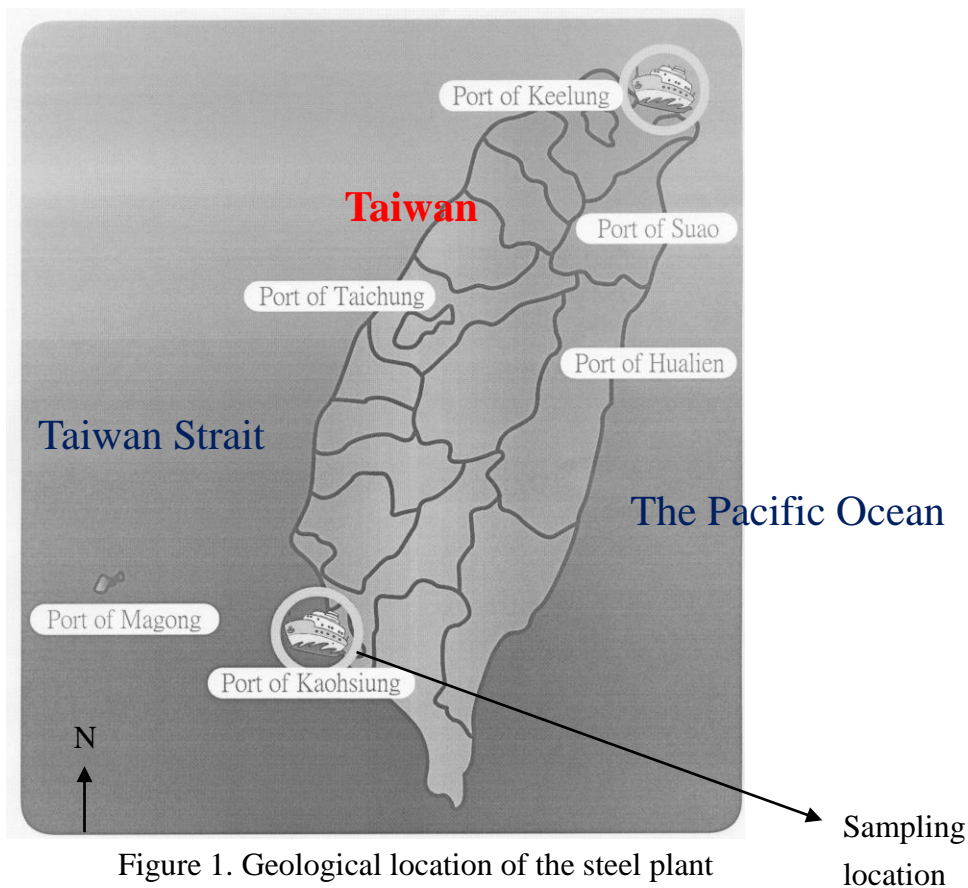 Port of Keelung
Taiwan
Port of Suao
Port of Taichung
Port of Hualien
Taiwan Strait
The Pacific Ocean
Port of Magong
Port of Kaohsiung
N
Sampling
location
Figure 1. Geological location of the steel plant